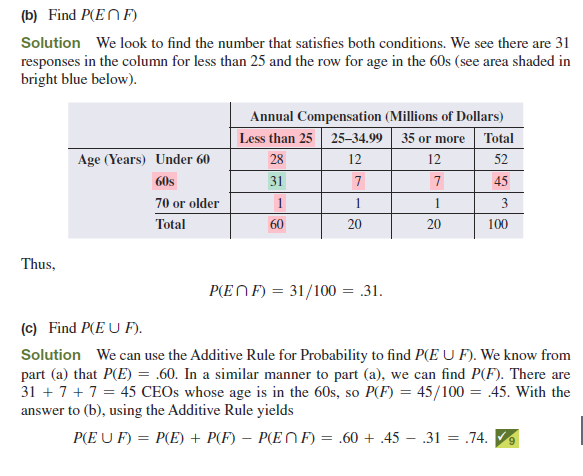 (b) Find P(E ∩ F)
Solution We look to find the number that satisfies both conditions. We see there are 31
responses in the column for less than 25 and the row for age in the 60s (see area shaded in
bright blue below).
Annual Compensation (Millions of Dollars)
Less than 25 25–34.99 35 or more Total
Age (Years) Under 60 28 12 12 52
60s 31 7 7 45
70 or older 1 1 1 3
Total 60 20 20 100
Thus,
P(E ∩ F) = 31/100 = .31.
(c) Find P(E ∪ F).
Solution We can use the Additive Rule for Probability to find P(E ∪ F). We know from
part (a) that P(E) = .60. In a similar manner to part (a), we can find P(F). There are
31 + 7 + 7 = 45 CEOs whose age is in the 60s, so P(F) = 45/100 = .45. With the
answer to (b), using the Additive Rule yields
P(E ∪ F) = P(E) + P(F) − P(E ∩ F) = .60 + .45 − .31 = .74. ✓9